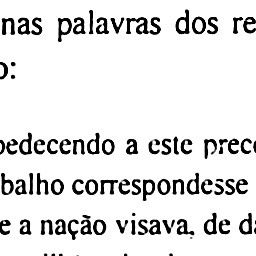 nas palavras dos re
o:
bedecendo a este prece
balho correspondesse
e a nação visava, de da